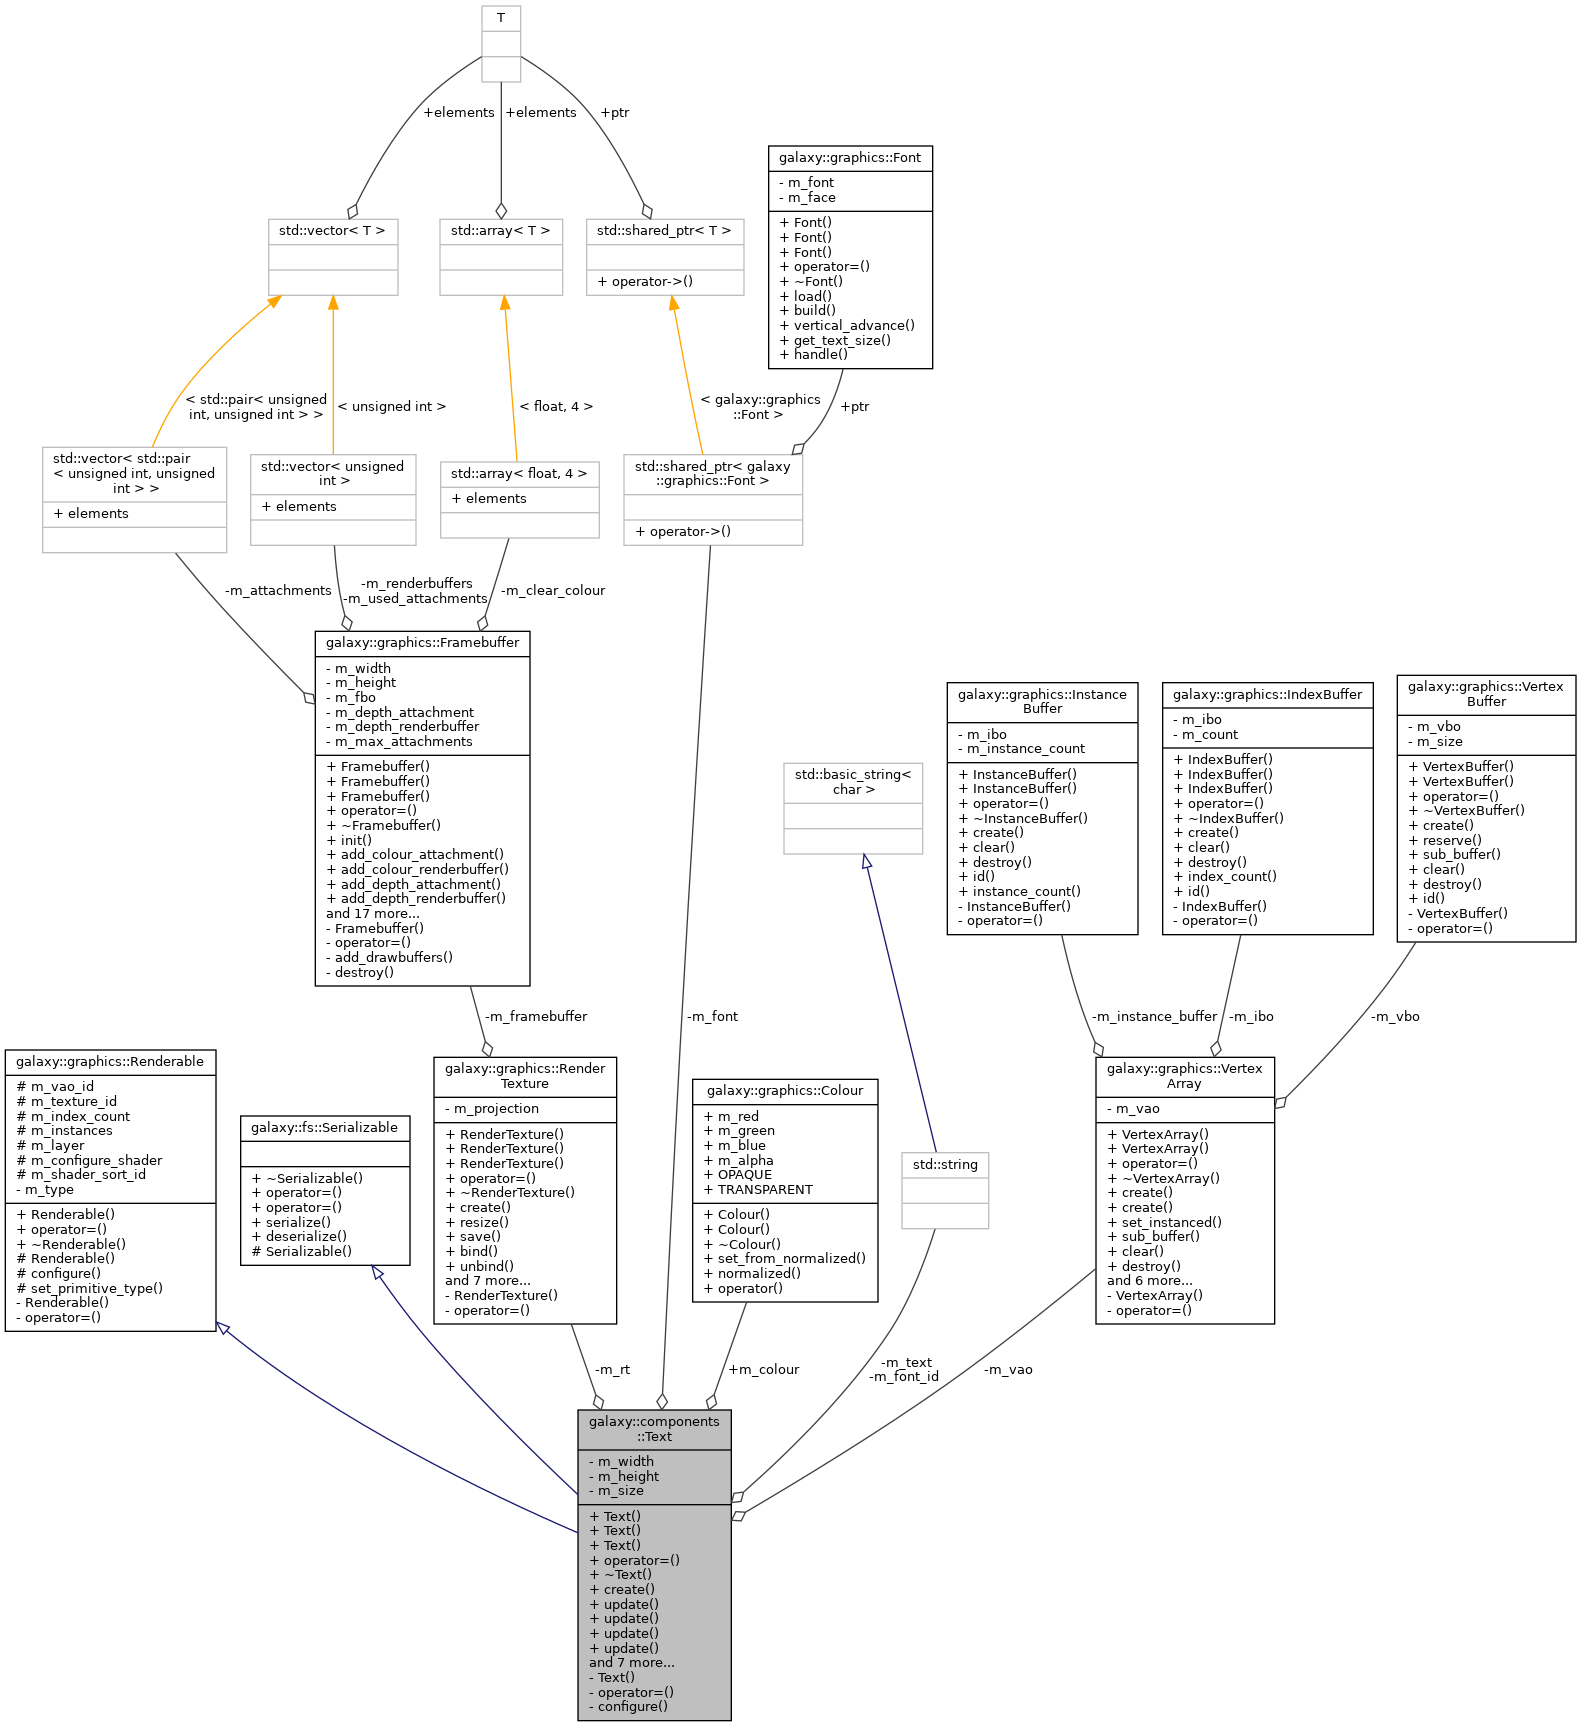 T
+elements
+elements
+ptr
galaxy::graphics::Font
- m_font
- m_face
+ Font()
+ Font()
+ Font()
+ operator=()
+ ~Font()
+ load()
+ build()
+ vertical_advance()
+ get_text_size()
+ handle()
std::vector< T >
std::array< T >
std::shared_ptr< T >
+ operator->()
< std::pair< unsigned
int, unsigned int > >
< unsigned int >
< float, 4 >
< galaxy::graphics
::Font >
+ptr
std::vector< std::pair
< unsigned int, unsigned
int > >
+ elements
std::vector< unsigned
int >
+ elements
std::array< float, 4 >
+ elements
std::shared_ptr< galaxy
::graphics::Font >
+ operator->()
-m_attachments
-m_renderbuffers
-m_used_attachments
-m_clear_colour
galaxy::graphics::Framebuffer
- m_width
- m_height
- m_fbo
- m_depth_attachment
- m_depth_renderbuffer
- m_max_attachments
+ Framebuffer()
+ Framebuffer()
+ Framebuffer()
+ operator=()
+ ~Framebuffer()
+ init()
+ add_colour_attachment()
+ add_colour_renderbuffer()
+ add_depth_attachment()
+ add_depth_renderbuffer()
and 17 more...
- Framebuffer()
- operator=()
- add_drawbuffers()
- destroy()
std::basic_string<
char >
galaxy::graphics::Instance
Buffer
- m_ibo
- m_instance_count
+ InstanceBuffer()
+ InstanceBuffer()
+ operator=()
+ ~InstanceBuffer()
+ create()
+ clear()
+ destroy()
+ id()
+ instance_count()
- InstanceBuffer()
- operator=()
galaxy::graphics::IndexBuffer
- m_ibo
- m_count
+ IndexBuffer()
+ IndexBuffer()
+ IndexBuffer()
+ operator=()
+ ~IndexBuffer()
+ create()
+ clear()
+ destroy()
+ index_count()
+ id()
- IndexBuffer()
- operator=()
galaxy::graphics::Vertex
Buffer
- m_vbo
- m_size
+ VertexBuffer()
+ VertexBuffer()
+ operator=()
+ ~VertexBuffer()
+ create()
+ reserve()
+ sub_buffer()
+ clear()
+ destroy()
+ id()
- VertexBuffer()
- operator=()
-m_framebuffer
-m_font
-m_instance_buffer
-m_ibo
-m_vbo
galaxy::graphics::Renderable
# m_vao_id
# m_texture_id
# m_index_count
# m_instances
# m_layer
# m_configure_shader
# m_shader_sort_id
- m_type
+ Renderable()
+ operator=()
+ ~Renderable()
# Renderable()
# configure()
# set_primitive_type()
- Renderable()
- operator=()
galaxy::fs::Serializable
+ ~Serializable()
+ operator=()
+ operator=()
+ serialize()
+ deserialize()
# Serializable()
galaxy::graphics::Render
Texture
- m_projection
+ RenderTexture()
+ RenderTexture()
+ RenderTexture()
+ operator=()
+ ~RenderTexture()
+ create()
+ resize()
+ save()
+ bind()
+ unbind()
and 7 more...
- RenderTexture()
- operator=()
galaxy::graphics::Colour
+ m_red
+ m_green
+ m_blue
+ m_alpha
+ OPAQUE
+ TRANSPARENT
+ Colour()
+ Colour()
+ ~Colour()
+ set_from_normalized()
+ normalized()
+ operator()
std::string
galaxy::graphics::Vertex
Array
- m_vao
+ VertexArray()
+ VertexArray()
+ operator=()
+ ~VertexArray()
+ create()
+ create()
+ set_instanced()
+ sub_buffer()
+ clear()
+ destroy()
and 6 more...
- VertexArray()
- operator=()
-m_rt
+m_colour
-m_text
-m_font_id
-m_vao
galaxy::components
::Text
- m_width
- m_height
- m_size
+ Text()
+ Text()
+ Text()
+ operator=()
+ ~Text()
+ create()
+ update()
+ update()
+ update()
+ update()
and 7 more...
- Text()
- operator=()
- configure()